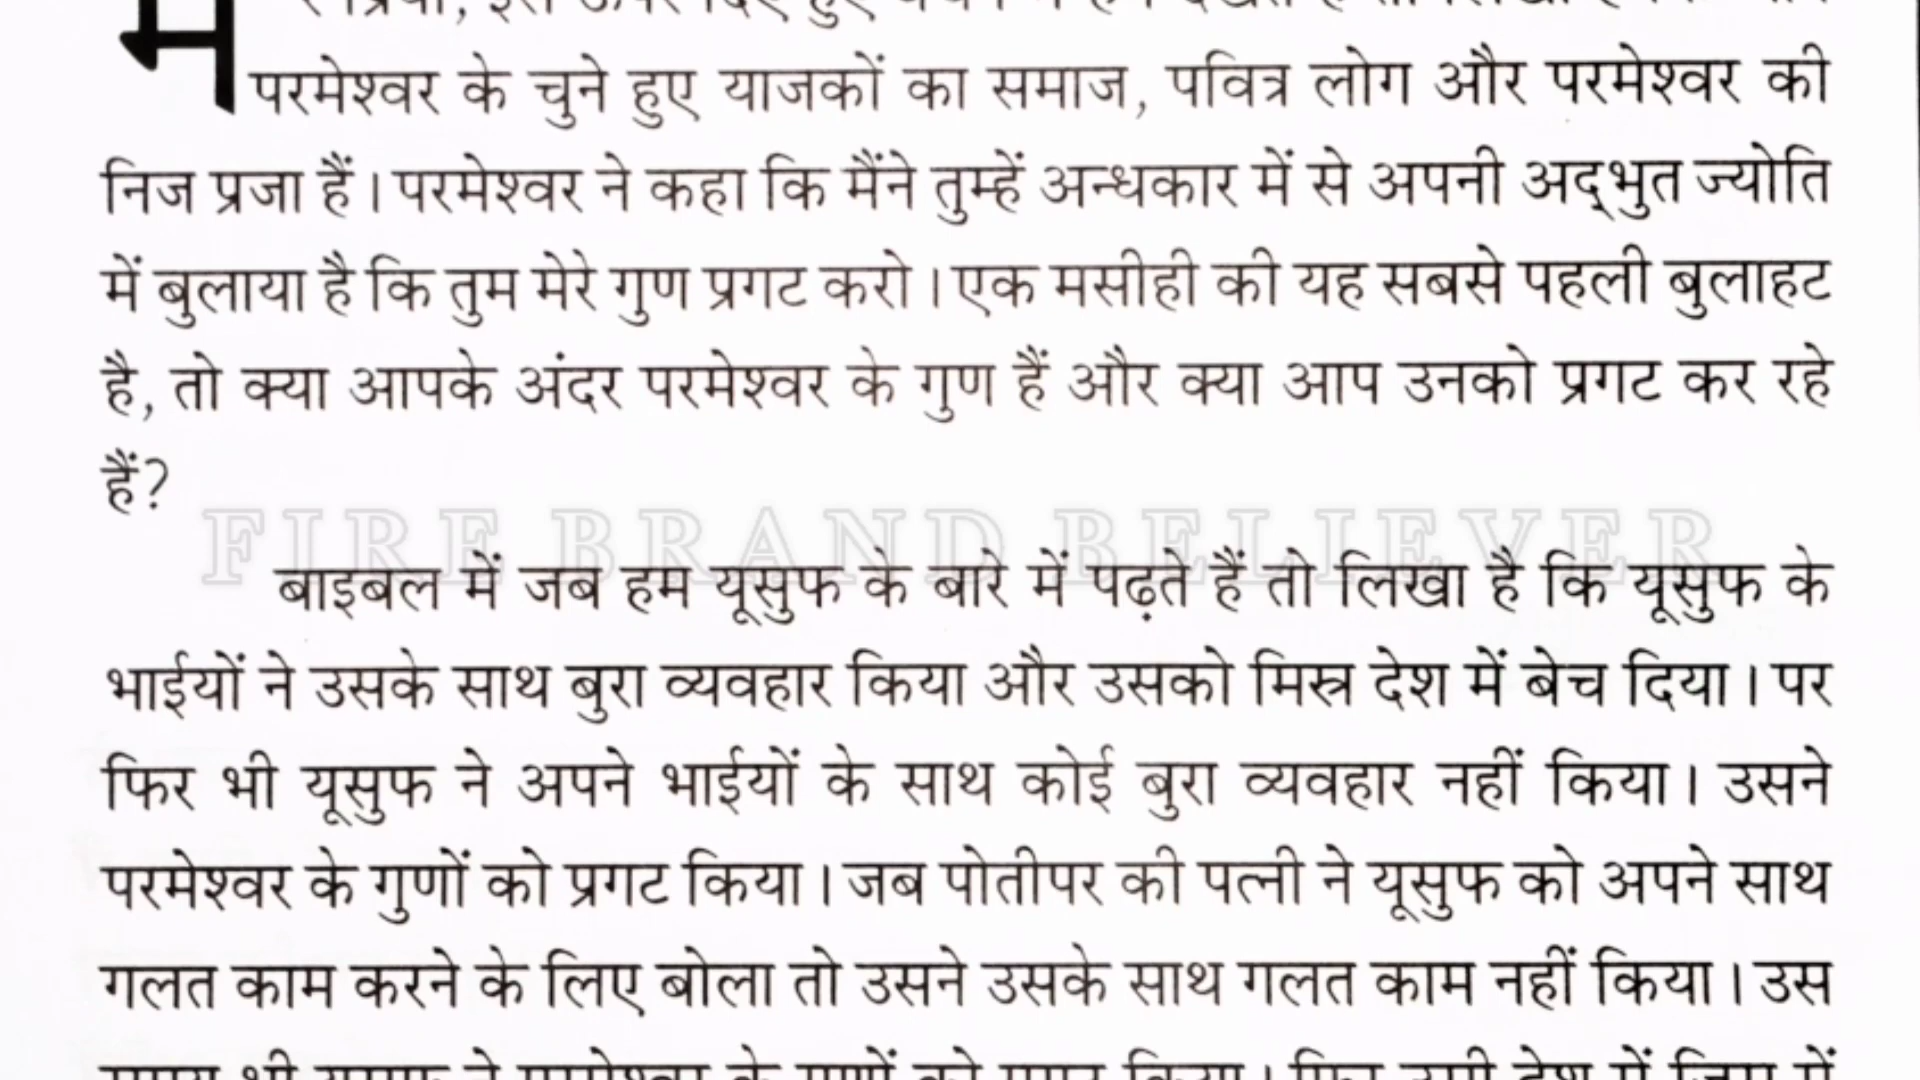 परमेश्वर के चुने हुए याजकों का समाज, पवित्र लोग और परमेश्वर की
निज प्रजा हैं। परमेश्वर ने कहा कि मैंने तुम्हें अन्धकार में से अपनी अद्‌भुत ज्योति
में बुलाया है कि तुम मेरे गुण प्रगट करो। एक मसीही की यह सबसे पहली बुलाहट
है, तो क्या आपके अंदर परमेश्वर के गुण हैं और क्या आप उनको प्रगट कर रहे
हैं?
FIRE BRAND BELIEVER
बाइबल में जब हम यूसुफ के बारे में पढ़ते हैं तो लिखा है कि यूसुफ के
भाईयों ने उसके साथ बुरा व्यवहार किया और उसको मिस्र देश में बेच दिया। पर
फिर भी यूसुफ ने अपने भाईयों के साथ कोई बुरा व्यवहार नहीं किया। उसने
परमेश्वर के गुणों को प्रगट किया। जब पोतीपर की पत्नी ने यूसुफ को अपने साथ
गलत काम करने के लिए बोला तो उसने उसके साथ गलत काम नहीं किया। उस